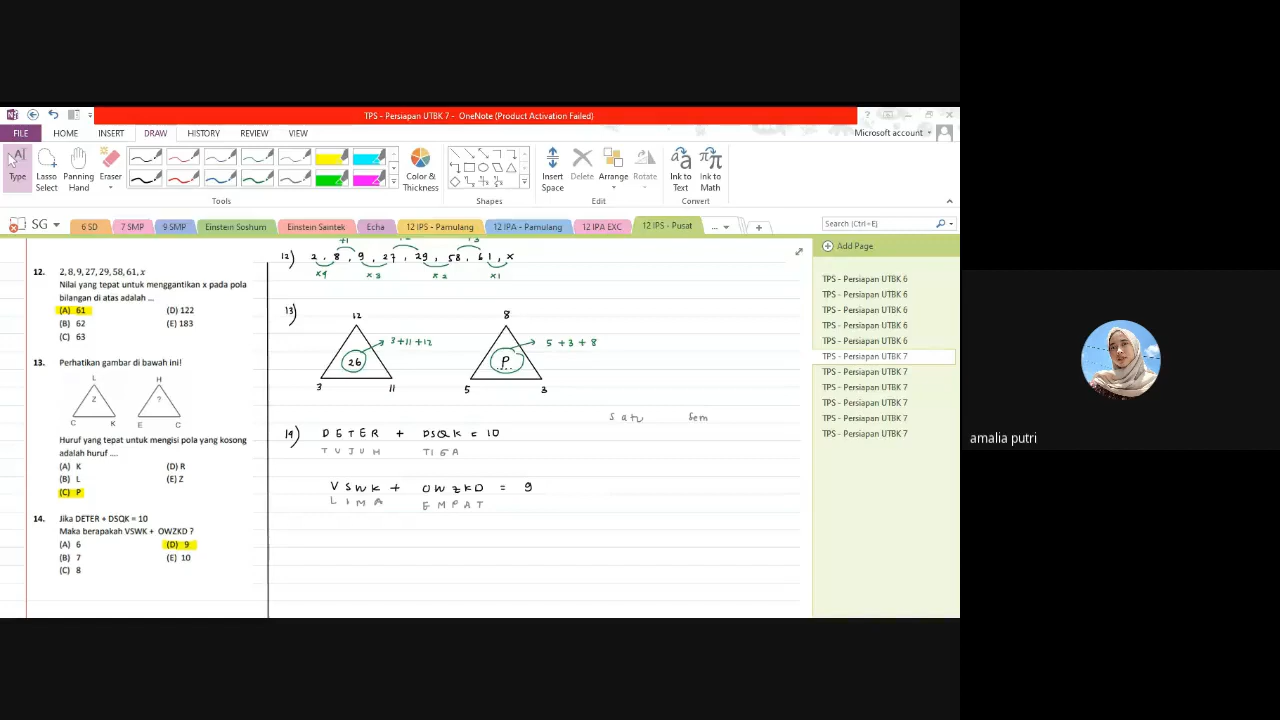 TPS - Persiapan UTBK 7 - OneNote (Product Activation Failed)
FILE HOME INSERT DRAW HISTORY REVIEW VIEW
Microsoft account
Type
Lasso Select
Panning Hand
Eraser
Color & Thickness
Insert Space
Delete
Arrange
Rotate
Ink to Text
Ink to Math
Tools
Shapes
Edit
Convert
SG
6 SD
7 SMP
9 SMP
Einstein Soshum
Einstein Saintek
Echa
12 IPS - Pamulang
12 IPA - Pamulang
12 IPA EXC
12 IPS - Pusat
...
Search (Ctrl+E)
Add Page
TPS - Persiapan UTBK 6
TPS - Persiapan UTBK 6
TPS - Persiapan UTBK 6
TPS - Persiapan UTBK 6
TPS - Persiapan UTBK 6
TPS - Persiapan UTBK 7
TPS - Persiapan UTBK 7
TPS - Persiapan UTBK 7
TPS - Persiapan UTBK 7
TPS - Persiapan UTBK 7
TPS - Persiapan UTBK 7
12. 2, 8, 9, 27, 29, 58, 61, x
Nilai yang tepat untuk menggantikan x pada pola
bilangan di atas adalah ...
(A) 61 (D) 122
(B) 62 (E) 183
(C) 63
13. Perhatikan gambar di bawah ini!
L H
Z ?
C K E C
Huruf yang tepat untuk mengisi pola yang kosong
adalah huruf ....
(A) K (D) R
(B) L (E) Z
(C) P
14. Jika DETER + DSQK = 10
Maka berapakah VSWK + OWZKD ?
(A) 6 (D) 9
(B) 7 (E) 10
(C) 8
12) 2, 8, 9, 27, 29, 58, 61, x
x4 x3 x2 x1
13) 12 8
26 3+11+12 P 5+3+8
3 11 5 3
satu sem
14) DETER + DSQK = 10
TUJUH TIGA
VSWK + OWZKD = 9
LIMA EMPAT
amalia putri